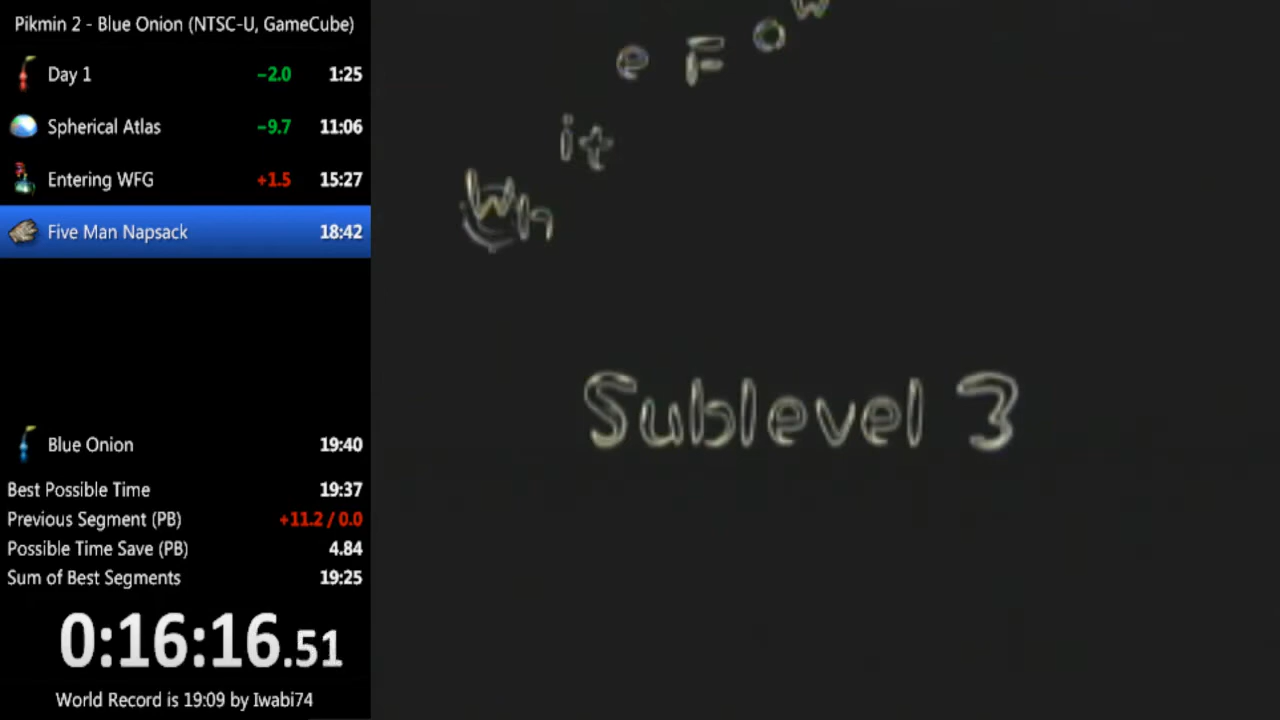 Pikmin 2 - Blue Onion (NTSC-U, GameCube)
Day 1 −2.0 1:25
Spherical Atlas −9.7 11:06
Entering WFG +1.5 15:27
Five Man Napsack 18:42
Blue Onion 19:40
Best Possible Time 19:37
Previous Segment (PB) +11.2 / 0.0
Possible Time Save (PB) 4.84
Sum of Best Segments 19:25
0:16:16.51
World Record is 19:09 by Iwabi74
White F ow
Sublevel 3